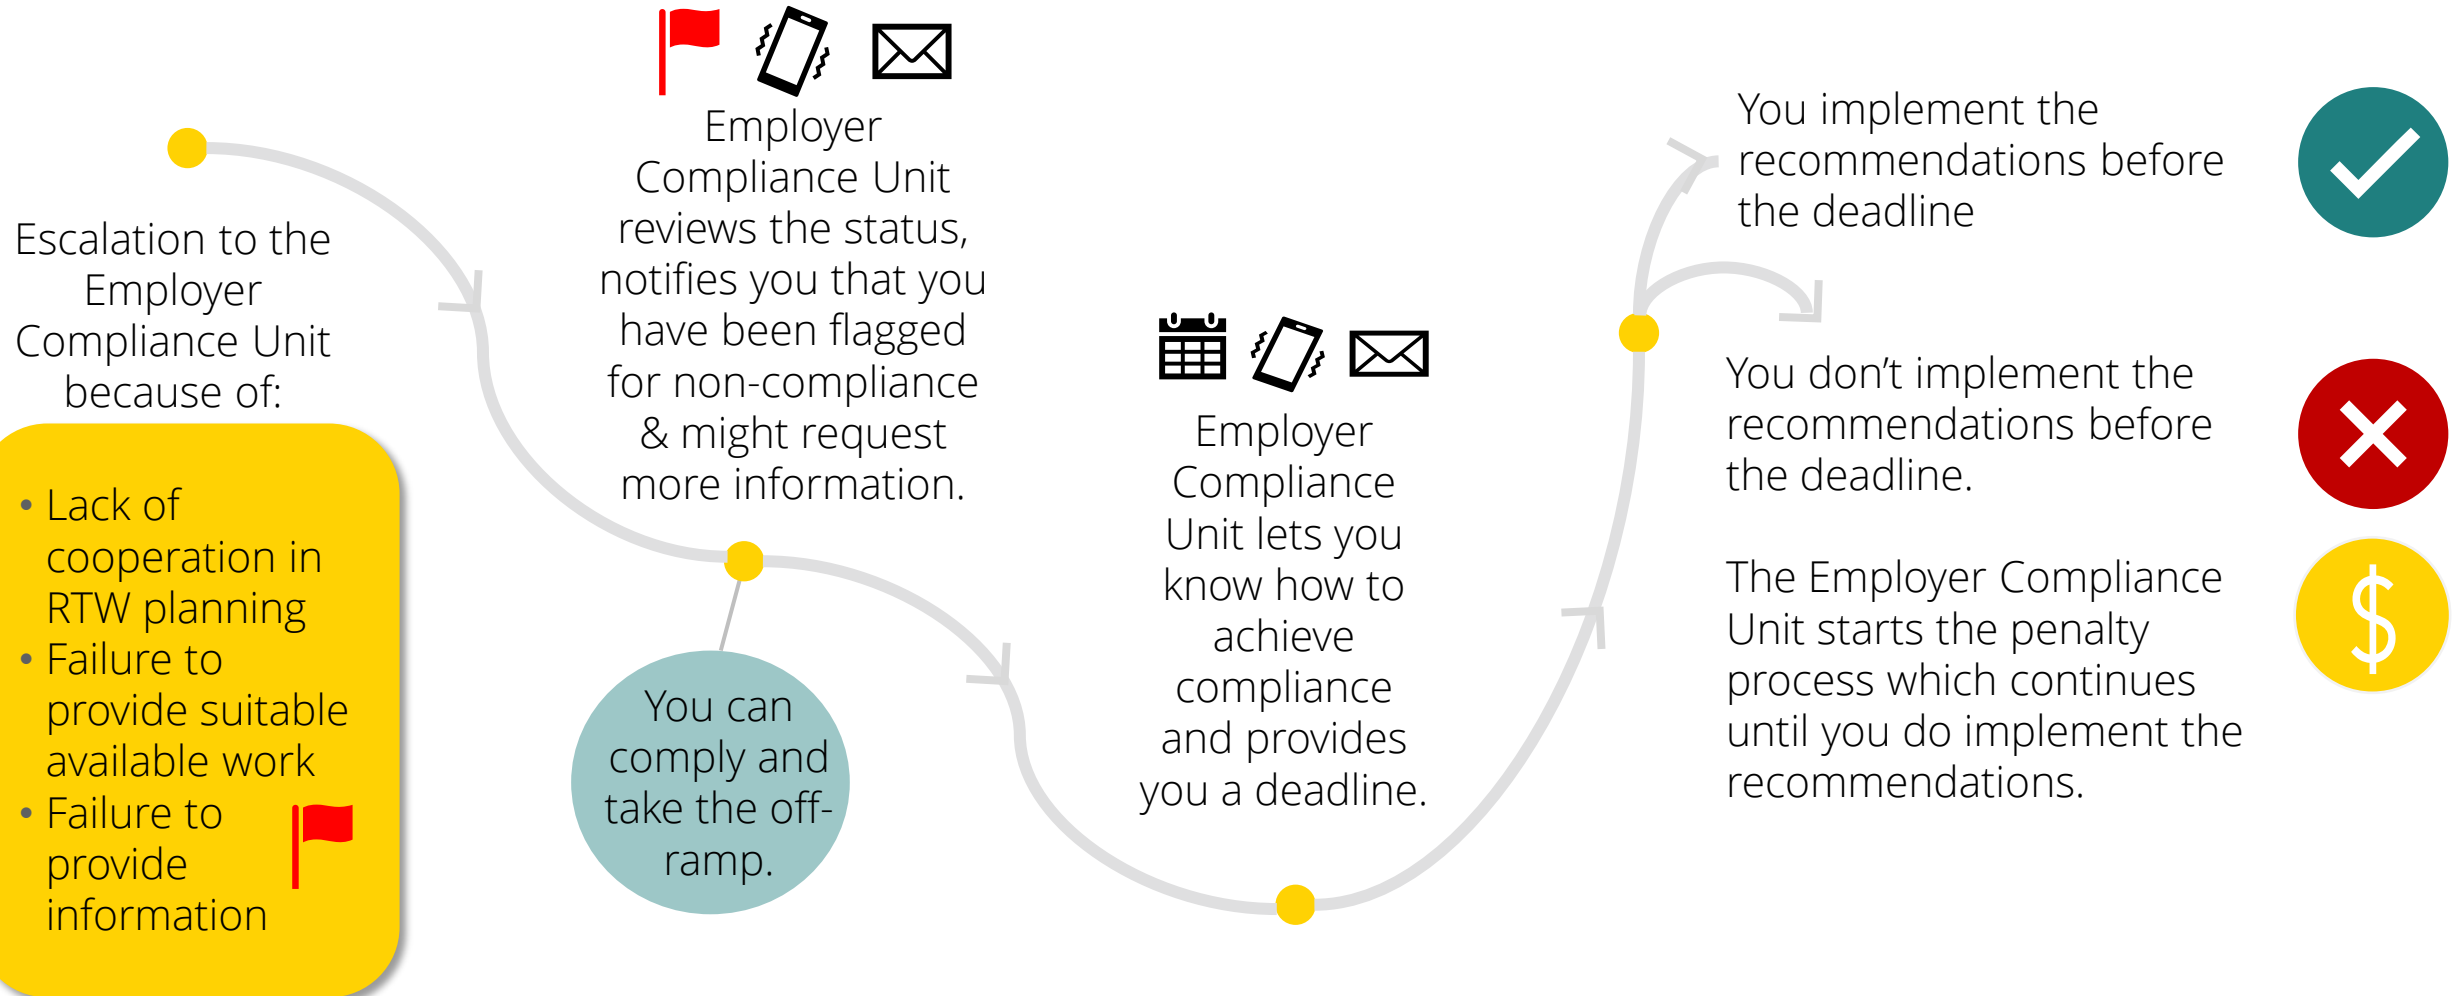 Escalation to the
Employer
Compliance Unit
because of:
• Lack of
cooperation in
RTW planning
• Failure to
provide suitable
available work
• Failure to
provide
information
Employer
Compliance Unit
reviews the status,
notifies you that you
have been flagged
for non-compliance
& might request
more information.
You can
comply and
take the off-
ramp.
Employer
Compliance
Unit lets you
know how to
achieve
compliance
and provides
you a deadline.
You implement the
recommendations before
the deadline
You don’t implement the
recommendations before
the deadline.
The Employer Compliance
Unit starts the penalty
process which continues
until you do implement the
recommendations.
$